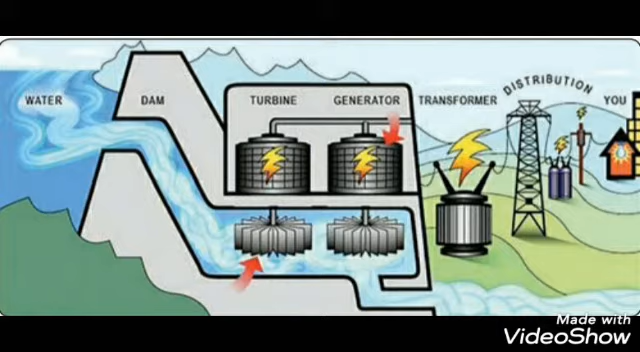 WATER
DAM
TURBINE
GENERATOR
TRANSFORMER
DISTRIBUTION
YOU
Made with
VideoShow